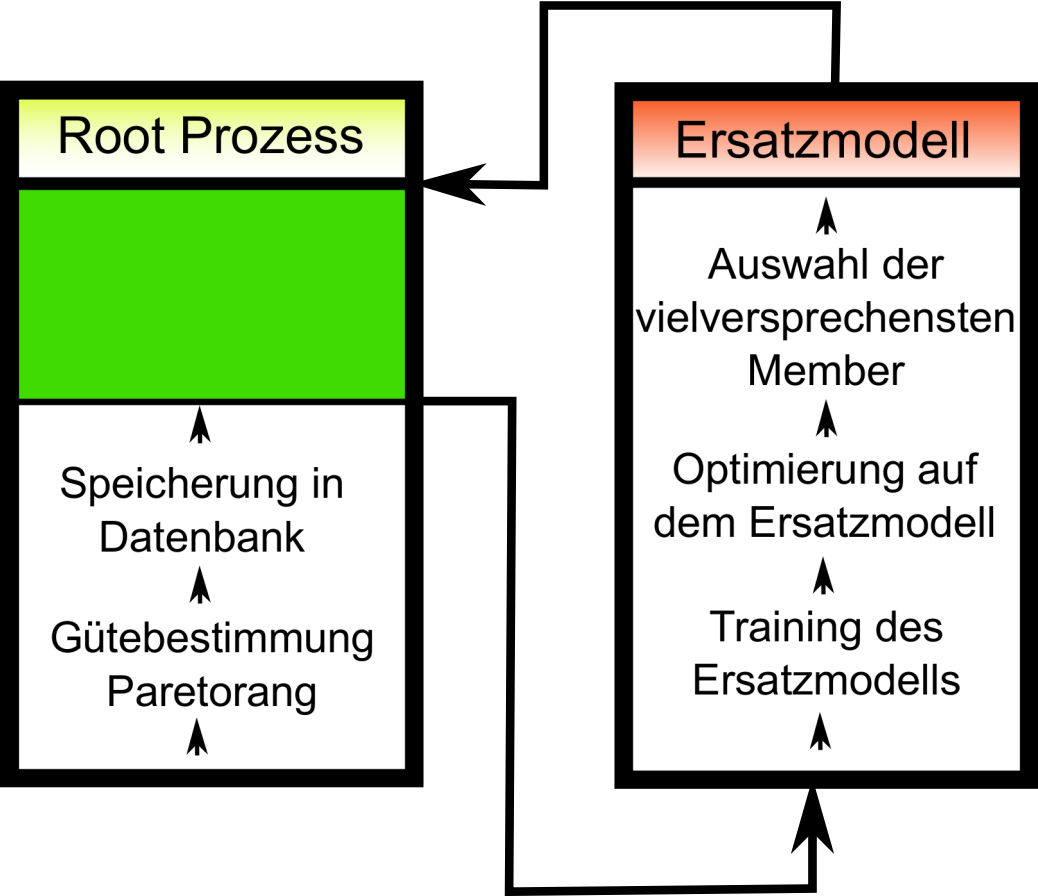 Root Prozess
Speicherung in
Datenbank
Gütebestimmung
Paretorang
Ersatzmodell
Auswahl der
vielversprechensten
Member
Optimierung auf
dem Ersatzmodell
Training des
Ersatzmodells